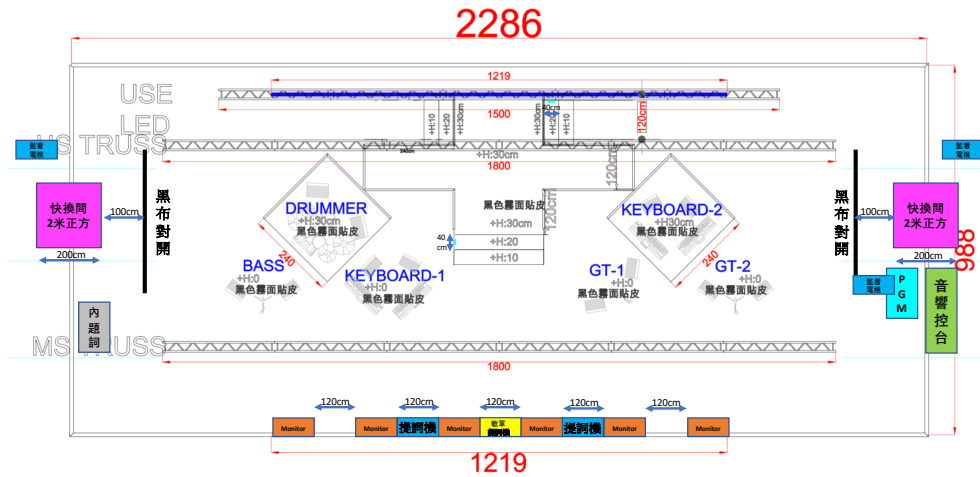 2286
1219
USE
LED
1500
+H:10
+H:20
+H:30cm
40cm
+H:30cm
+H:20
+H:10
120cm
US TRUSS
監看
電視
監看
電視
240cm
+H:30cm
1800
120cm
快換間
2米正方
100cm
200cm
黑布對開
DRUMMER
+H:30cm
黑色霧面貼皮
240
黑色霧面貼皮
+H:30cm
120cm
+H:20
+H:10
40
cm
KEYBOARD-2
+H:30cm
黑色霧面貼皮
240
黑布對開
100cm
快換間
2米正方
200cm
988
BASS
+H:0
黑色霧面貼皮
KEYBOARD-1
+H:0
黑色霧面貼皮
GT-1
+H:0
黑色霧面貼皮
GT-2
+H:0
黑色霧面貼皮
監看
電視
PGM
音響控台
內題詞
MS TRUSS
1800
120cm
120cm
120cm
120cm
Monitor
Monitor
提詞機
Monitor
歌單
Monitor
提詞機
Monitor
Monitor
1219